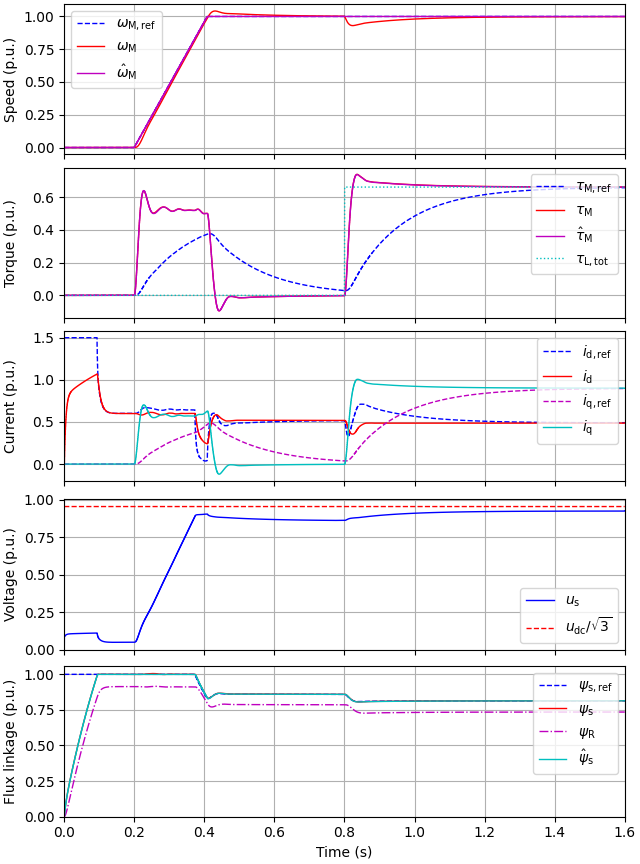 1.00
0.75
0.50
0.25
0.00
Speed (p.u.)
ω_M,ref
ω_M
ω̂_M
0.6
0.4
0.2
0.0
Torque (p.u.)
τ_M,ref
τ_M
τ̂_M
τ_L,tot
1.5
1.0
0.5
0.0
Current (p.u.)
i_d,ref
i_d
i_q,ref
i_q
1.00
0.75
0.50
0.25
0.00
Voltage (p.u.)
u_s
u_dc/√3
1.00
0.75
0.50
0.25
0.00
Flux linkage (p.u.)
ψ_s,ref
ψ_s
ψ_R
ψ̂_s
0.0 0.2 0.4 0.6 0.8 1.0 1.2 1.4 1.6
Time (s)